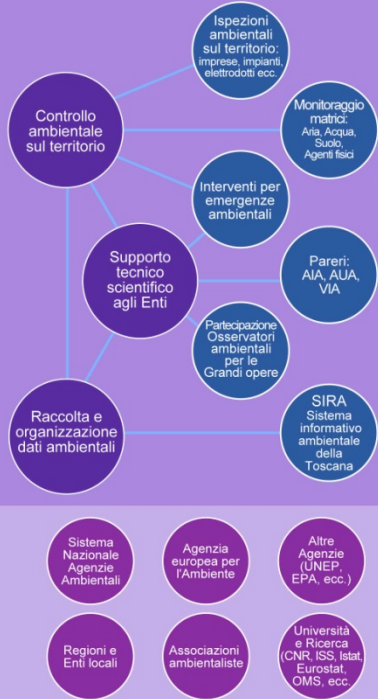 Ispezioni
ambientali
sul territorio:
imprese, impianti,
elettrodotti ecc.
Controllo
ambientale
sul territorio
Monitoraggio
matrici:
Aria, Acqua,
Suolo,
Agenti fisici
Interventi per
emergenze
ambientali
Supporto
tecnico
scientifico
agli Enti
Pareri:
AIA, AUA,
VIA
Partecipazione
Osservatori
ambientali
per le
Grandi opere
Raccolta e
organizzazione
dati ambientali
SIRA
Sistema
informativo
ambientale
della
Toscana
Sistema
Nazionale
Agenzie
Ambientali
Agenzia
europea per
l'Ambiente
Altre
Agenzie
(UNEP,
EPA, ecc.)
Regioni e
Enti locali
Associazioni
ambientaliste
Università
e Ricerca
(CNR, ISS, Istat,
Eurostat,
OMS, ecc.